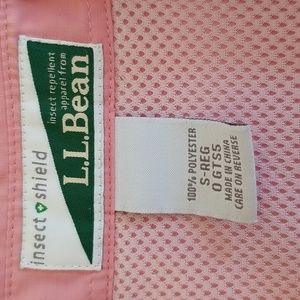 insect shield
insect repellent
apparel from
L.L.Bean
100% POLYESTER
S-REG
0 GTS5
MADE IN CHINA
CARE ON REVERSE